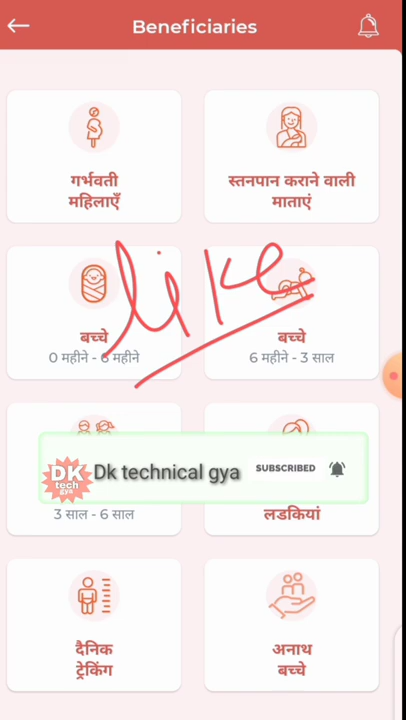 Beneficiaries
गर्भवती
महिलाएँ
स्तनपान कराने वाली
माताएं
like
बच्चे
0 महीने - 6 महीने
बच्चे
6 महीने - 3 साल
DK
tech
gya
Dk technical gya
SUBSCRIBED
3 साल - 6 साल
लडकियां
दैनिक
ट्रेकिंग
अनाथ
बच्चे